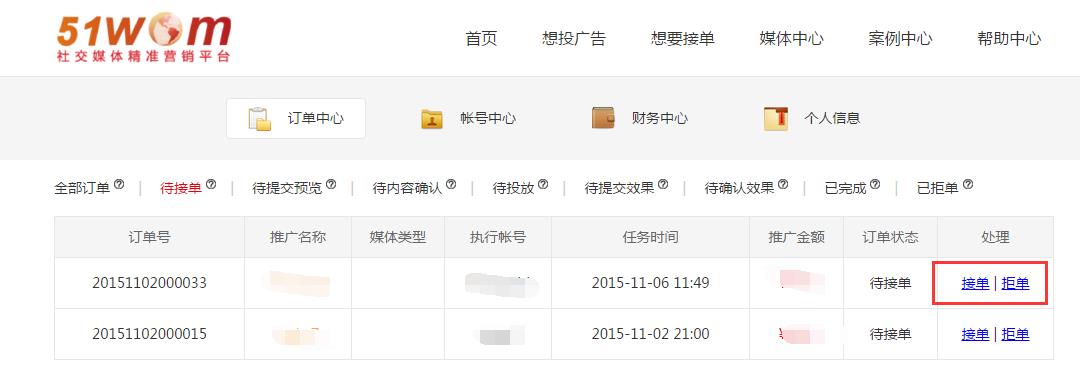 51wom
社交媒体精准营销平台
首页 想投广告 想要接单 媒体中心 案例中心 帮助中心
订单中心 帐号中心 财务中心 个人信息
全部订单? | 待接单? | 待提交预览? | 待内容确认? | 待投放? | 待提交效果? | 待确认效果? | 已完成? | 已拒单?
订单号 推广名称 媒体类型 执行帐号 任务时间 推广金额 订单状态 处理
20151102000033 2015-11-06 11:49 待接单 接单 | 拒单
20151102000015 2015-11-02 21:00 待接单 接单 | 拒单